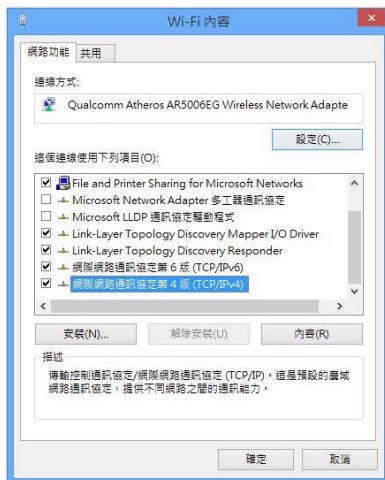 Wi-Fi 內容
網路功能 共用
連線方式:
Qualcomm Atheros AR5006EG Wireless Network Adapte
設定(C)...
這個連線使用下列項目(O):
File and Printer Sharing for Microsoft Networks
Microsoft Network Adapter 多工器通訊協定
Microsoft LLDP 通訊協定驅動程式
Link-Layer Topology Discovery Mapper I/O Driver
Link-Layer Topology Discovery Responder
網際網路通訊協定第 6 版 (TCP/IPv6)
網際網路通訊協定第 4 版 (TCP/IPv4)
安裝(N)... 解除安裝(U) 內容(R)
描述
傳輸控制通訊協定/網際網路通訊協定 (TCP/IP)，這是預設的廣域
網路通訊協定，提供不同網路之間的通訊能力。
確定 取消